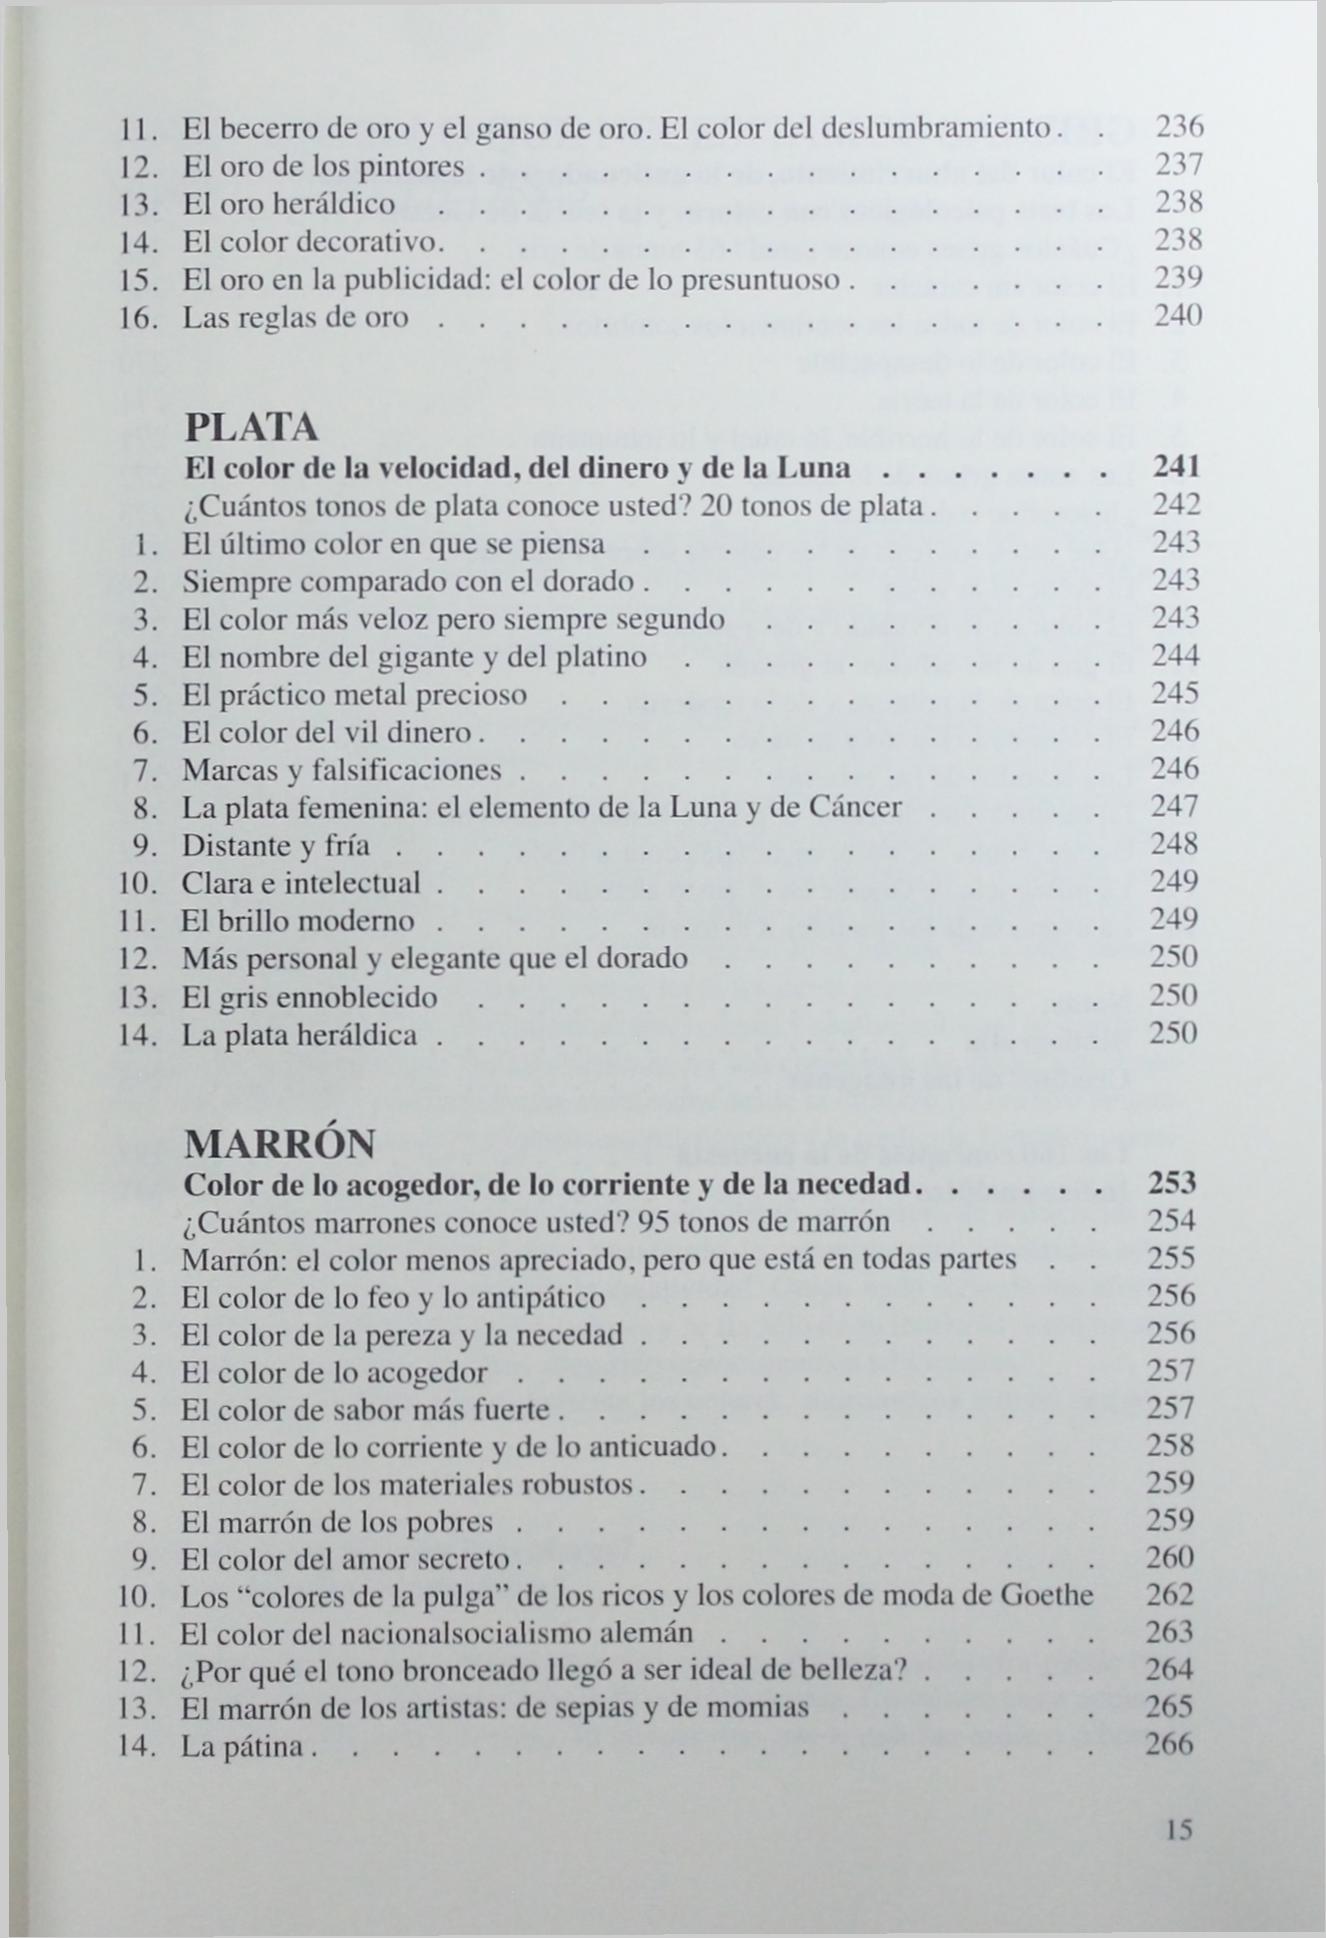 11. El becerro de oro y el ganso de oro. El color del deslumbramiento . . 236
12. El oro de los pintores . . . . . . . . . . . . . . . . 237
13. El oro heráldico . . . . . . . . . . . . . . . . . 238
14. El color decorativo. . . . . . . . . . . . . . . . . 238
15. El oro en la publicidad: el color de lo presuntuoso . . . . . . . 239
16. Las reglas de oro . . . . . . . . . . . . . . . . . 240
PLATA
El color de la velocidad, del dinero y de la Luna . . . . . . 241
¿Cuántos tonos de plata conoce usted? 20 tonos de plata . . . . . 242
1. El último color en que se piensa . . . . . . . . . . . . 243
2. Siempre comparado con el dorado . . . . . . . . . . . . 243
3. El color más veloz pero siempre segundo . . . . . . . . . 243
4. El nombre del gigante y del platino . . . . . . . . . . . 244
5. El práctico metal precioso . . . . . . . . . . . . . . 245
6. El color del vil dinero . . . . . . . . . . . . . . . . 246
7. Marcas y falsificaciones . . . . . . . . . . . . . . . 246
8. La plata femenina: el elemento de la Luna y de Cáncer . . . . . 247
9. Distante y fría . . . . . . . . . . . . . . . . . . 248
10. Clara e intelectual . . . . . . . . . . . . . . . . . 249
11. El brillo moderno . . . . . . . . . . . . . . . . . 249
12. Más personal y elegante que el dorado . . . . . . . . . . 250
13. El gris ennoblecido . . . . . . . . . . . . . . . . 250
14. La plata heráldica . . . . . . . . . . . . . . . . . 250
MARRÓN
Color de lo acogedor, de lo corriente y de la necedad. . . . . . 253
¿Cuántos marrones conoce usted? 95 tonos de marrón . . . . . 254
1. Marrón: el color menos apreciado, pero que está en todas partes . . 255
2. El color de lo feo y lo antipático . . . . . . . . . . . . 256
3. El color de la pereza y la necedad . . . . . . . . . . . . 256
4. El color de lo acogedor . . . . . . . . . . . . . . . 257
5. El color de sabor más fuerte . . . . . . . . . . . . . . 257
6. El color de lo corriente y de lo anticuado. . . . . . . . . . 258
7. El color de los materiales robustos . . . . . . . . . . . . 259
8. El marrón de los pobres . . . . . . . . . . . . . . . 259
9. El color del amor secreto . . . . . . . . . . . . . . . 260
10. Los “colores de la pulga” de los ricos y los colores de moda de Goethe 262
11. El color del nacionalsocialismo alemán . . . . . . . . . . 263
12. ¿Por qué el tono bronceado llegó a ser ideal de belleza? . . . . . 264
13. El marrón de los artistas: de sepias y de momias . . . . . . . 265
14. La pátina . . . . . . . . . . . . . . . . . . . . 266
15